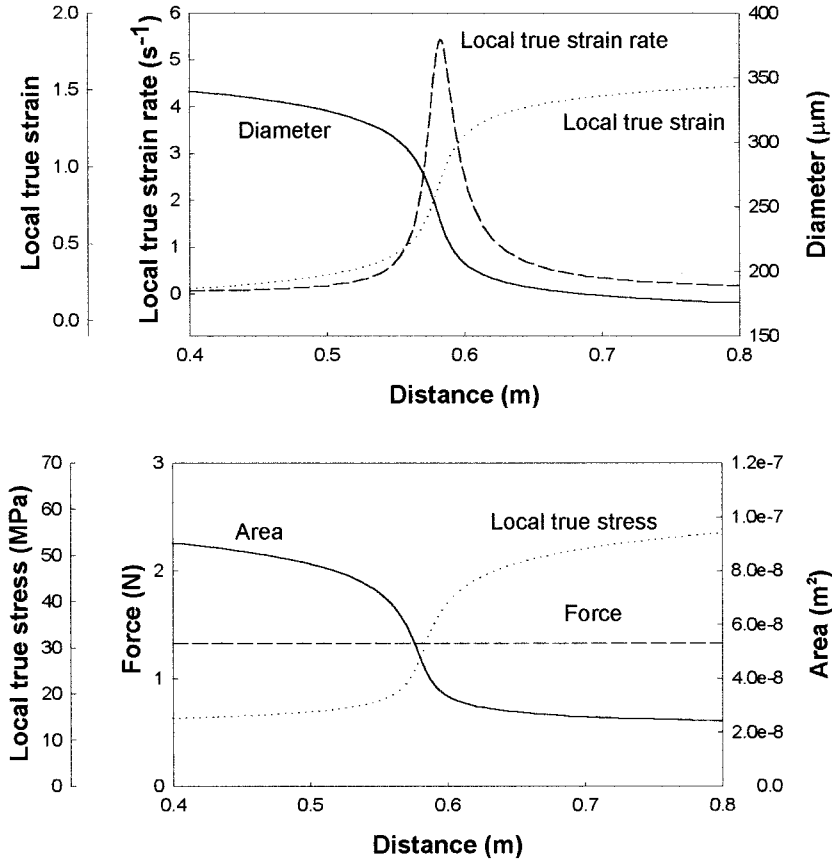 Local true strain
2.0
1.5
1.0
0.5
0.0
Local true strain rate (s⁻¹)
6
5
4
3
2
1
0
Local true strain rate
Diameter
Local true strain
400
350
300
250
200
150
Diameter (μm)
0.4 0.5 0.6 0.7 0.8
Distance (m)
Local true stress (MPa)
70
60
50
40
30
20
10
0
Force (N)
3
2
1
0
Area
Local true stress
Force
1.2e-7
1.0e-7
8.0e-8
6.0e-8
4.0e-8
2.0e-8
0.0
Area (m²)
0.4 0.5 0.6 0.7 0.8
Distance (m)